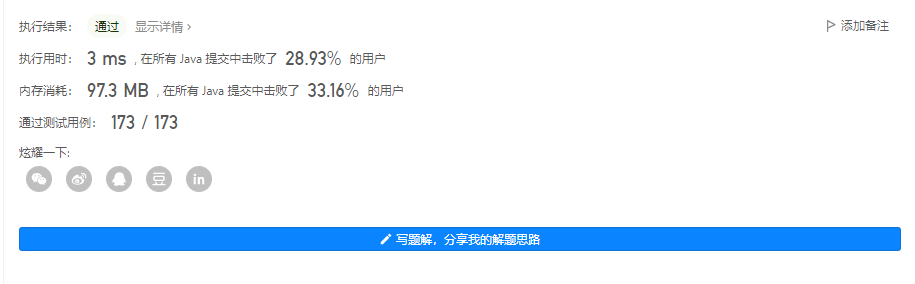 执行结果： 通过 显示详情 › 添加备注
执行用时： 3 ms , 在所有 Java 提交中击败了 28.93% 的用户
内存消耗： 97.3 MB , 在所有 Java 提交中击败了 33.16% 的用户
通过测试用例： 173 / 173
炫耀一下:
豆 in
写题解，分享我的解题思路